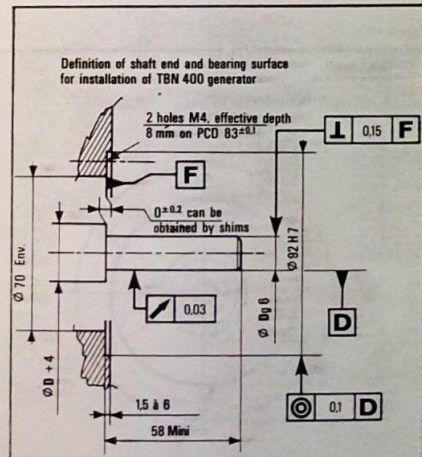 Definition of shaft end and bearing surface
for installation of TBN 400 generator
2 holes M4, effective depth
8 mm on PCD 83±0,1
⊥ 0,15 F
F
0±0,2 can be
obtained by shims
Ø 70 Env.
Ø 92 H7
Ø D + 4
0,03
Ø Dg 6
D
◎ 0,1 D
1,5 à 6
58 Mini